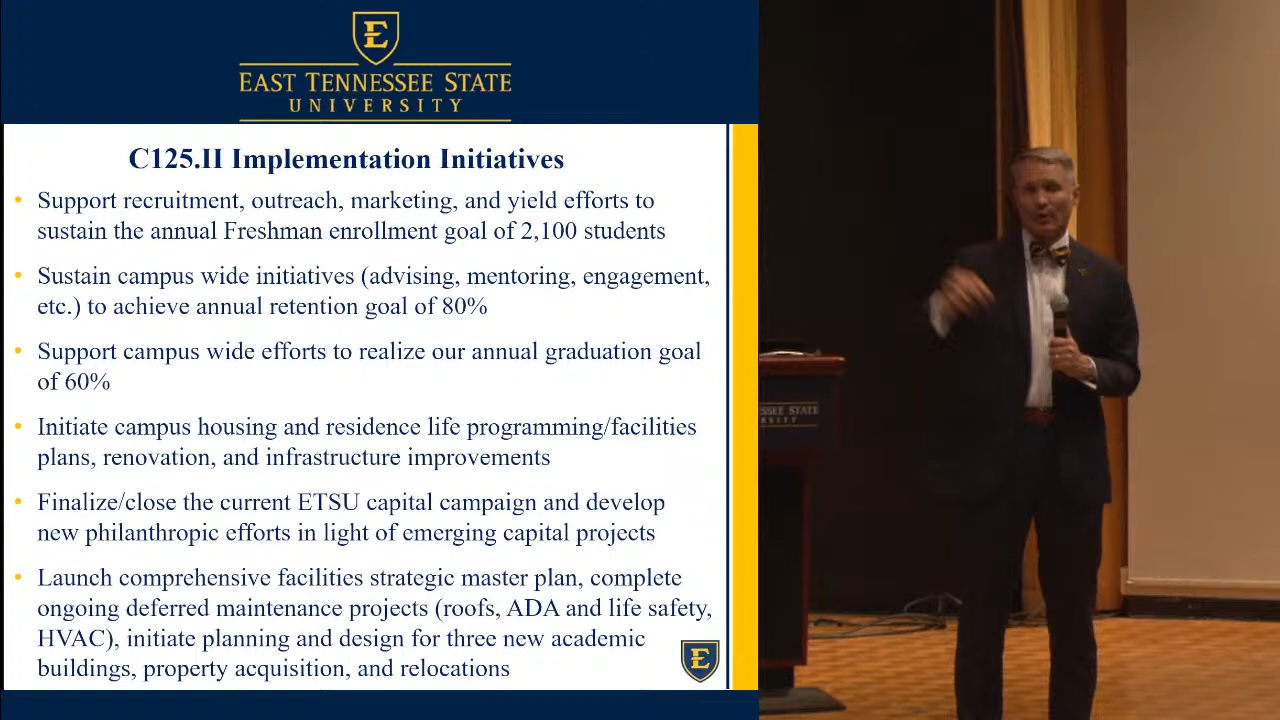 E
EAST TENNESSEE STATE
UNIVERSITY
C125.II Implementation Initiatives
• Support recruitment, outreach, marketing, and yield efforts to
sustain the annual Freshman enrollment goal of 2,100 students
• Sustain campus wide initiatives (advising, mentoring, engagement,
etc.) to achieve annual retention goal of 80%
• Support campus wide efforts to realize our annual graduation goal
of 60%
• Initiate campus housing and residence life programming/facilities
plans, renovation, and infrastructure improvements
• Finalize/close the current ETSU capital campaign and develop
new philanthropic efforts in light of emerging capital projects
• Launch comprehensive facilities strategic master plan, complete
ongoing deferred maintenance projects (roofs, ADA and life safety,
HVAC), initiate planning and design for three new academic
buildings, property acquisition, and relocations
E
SSEE STATE
RSITY